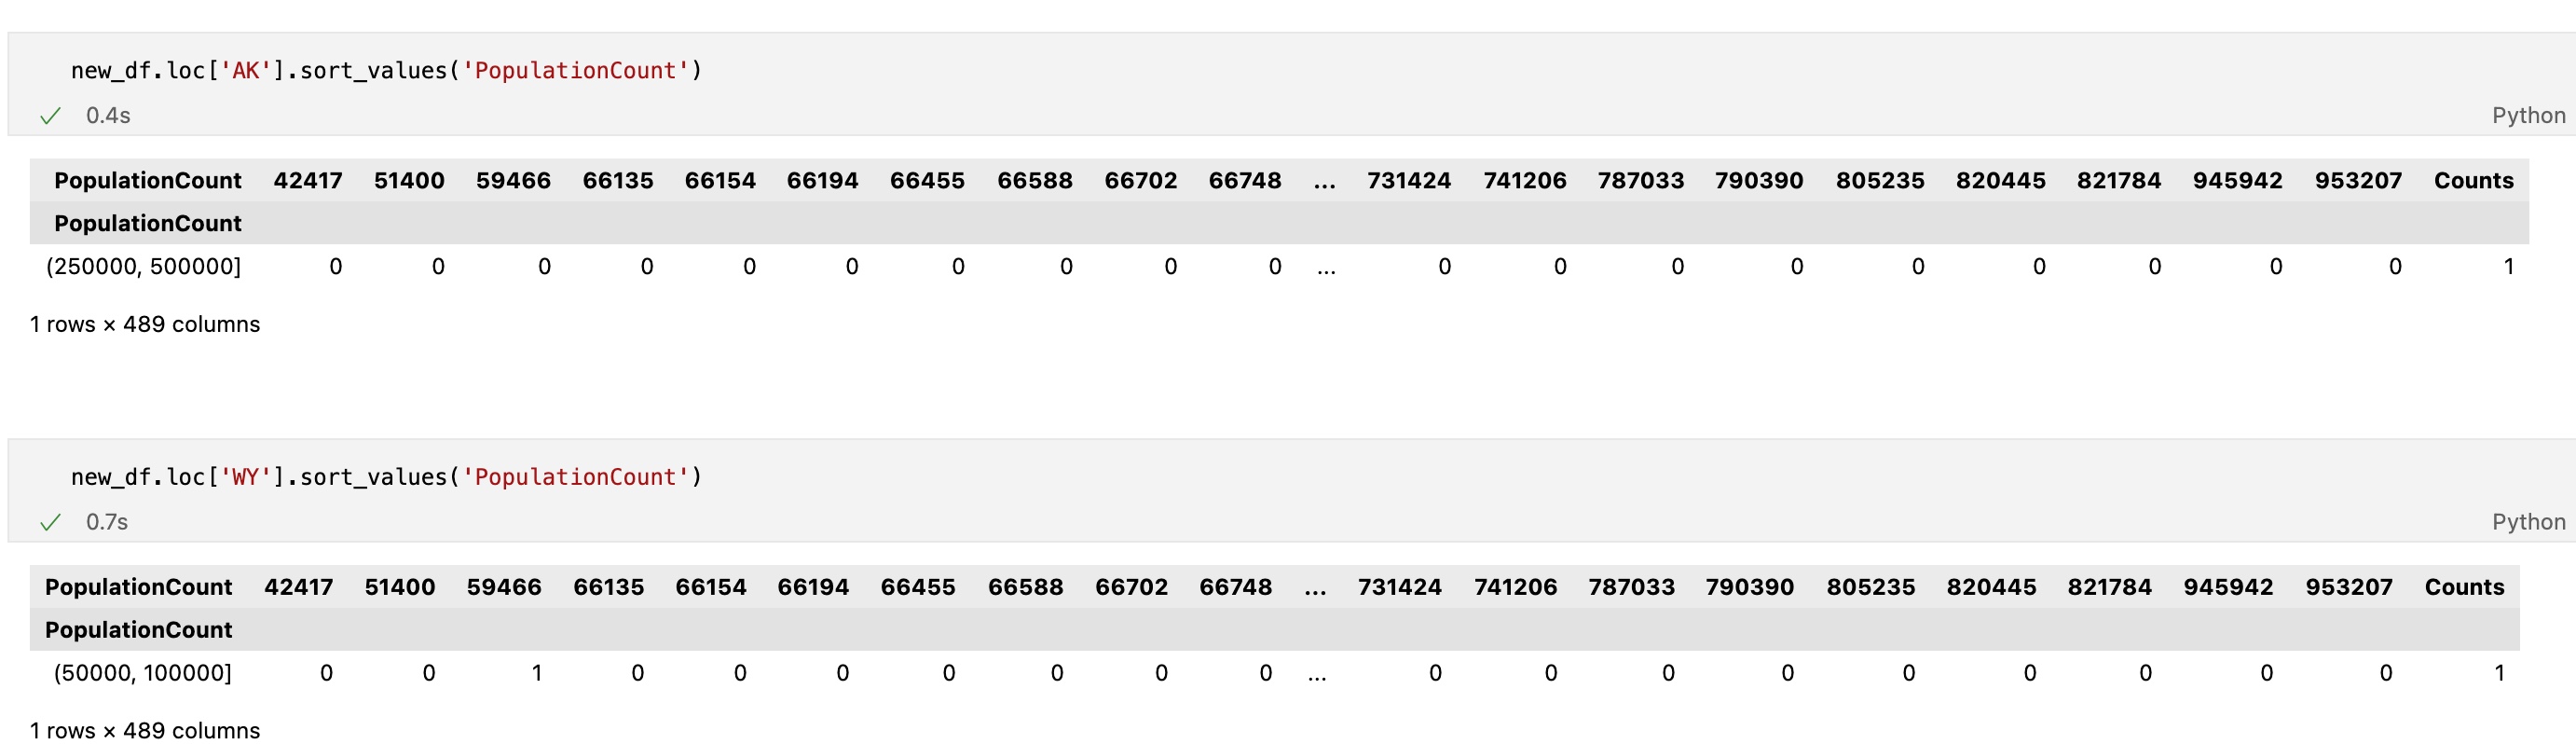 new_df.loc['AK'].sort_values('PopulationCount')
0.4s
Python
PopulationCount 42417 51400 59466 66135 66154 66194 66455 66588 66702 66748 ... 731424 741206 787033 790390 805235 820445 821784 945942 953207 Counts
PopulationCount
(250000, 500000] 0 0 0 0 0 0 0 0 0 0 ... 0 0 0 0 0 0 0 0 0 1
1 rows × 489 columns
new_df.loc['WY'].sort_values('PopulationCount')
0.7s
Python
PopulationCount 42417 51400 59466 66135 66154 66194 66455 66588 66702 66748 ... 731424 741206 787033 790390 805235 820445 821784 945942 953207 Counts
PopulationCount
(50000, 100000] 0 0 1 0 0 0 0 0 0 0 ... 0 0 0 0 0 0 0 0 0 1
1 rows × 489 columns